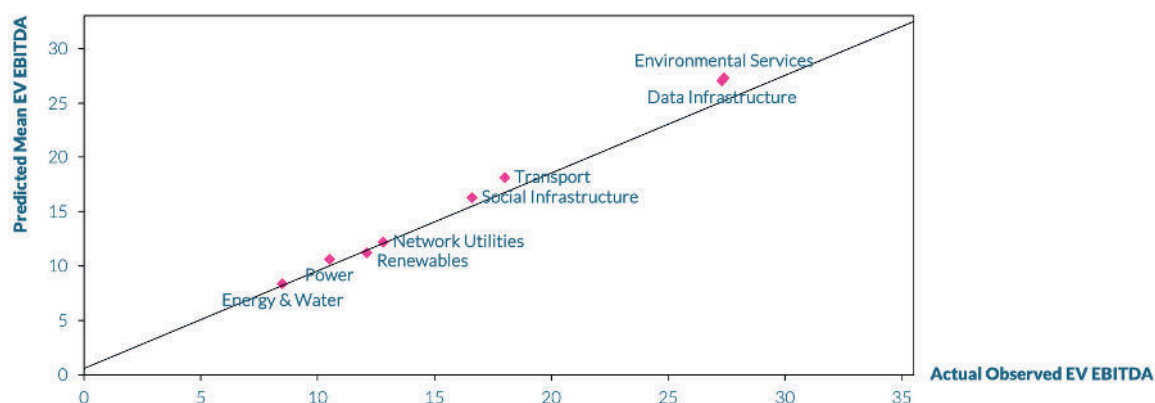 Predicted Mean EV EBITDA
30
25
20
15
10
5
0
Environmental Services
Data Infrastructure
Transport
Social Infrastructure
Network Utilities
Renewables
Power
Energy & Water
0 5 10 15 20 25 30 35
Actual Observed EV EBITDA